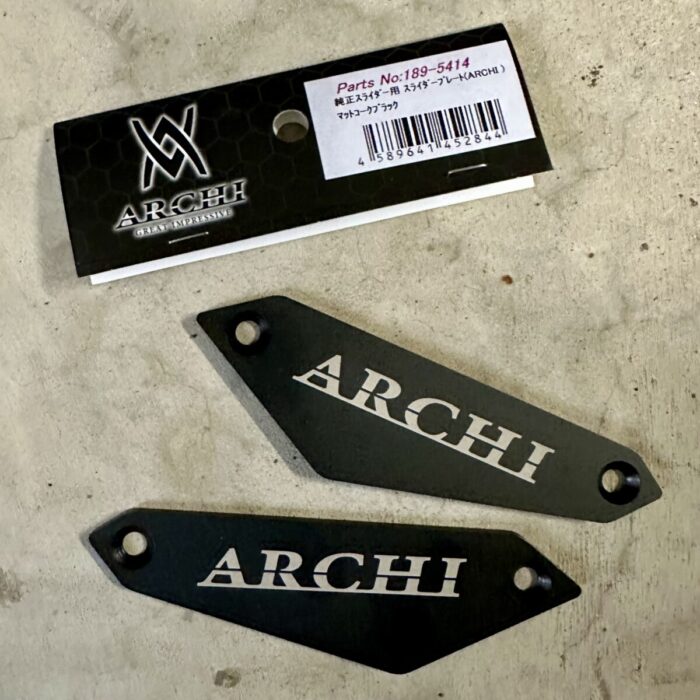 ARCHI
GREAT IMPRESSIVE
Parts No:189-5414
純正スライダー用 スライダープレート(ARCHI)
マットコークブラック
4 589641 452844
ARCHI
ARCHI